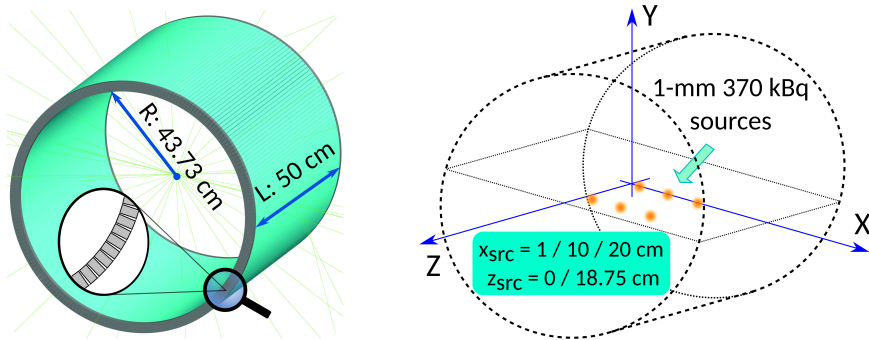 R: 43.73 cm
L: 50 cm
Y
1-mm 370 kBq
sources
X
Z
xsrc = 1 / 10 / 20 cm
zsrc = 0 / 18.75 cm